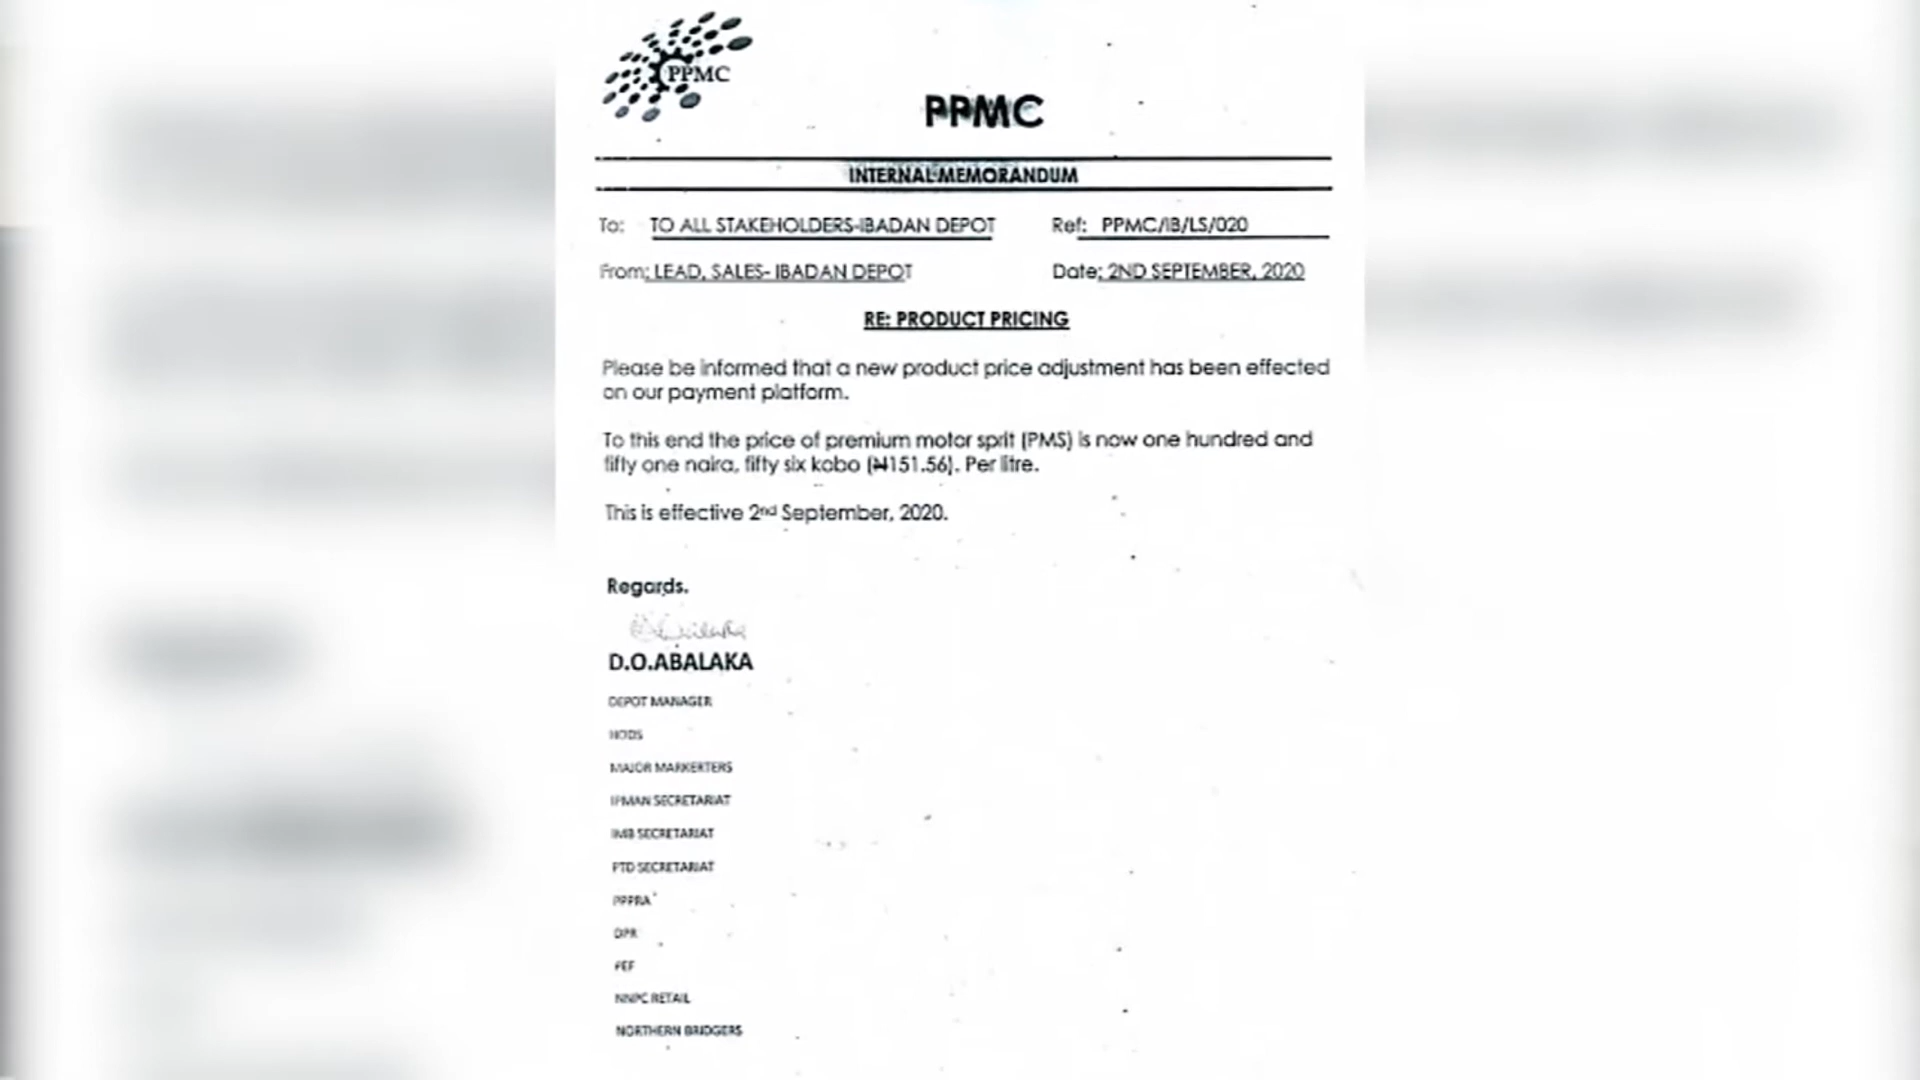 PPMC
PPMC
INTERNAL MEMORANDUM
To: TO ALL STAKEHOLDERS-IBADAN DEPOT Ref: PPMC/IB/LS/020
From: LEAD, SALES- IBADAN DEPOT Date: 2ND SEPTEMBER, 2020
RE: PRODUCT PRICING
Please be informed that a new product price adjustment has been effected
on our payment platform.
To this end the price of premium motor sprit (PMS) is now one hundred and
fifty one naira, fifty six kobo (₦151.56). Per litre.
This is effective 2nd September, 2020.
Regards.
D.O.ABALAKA
DEPOT MANAGER
HODS
MAJOR MARKERTERS
IPMAN SECRETARIAT
IMB SECRETARIAT
PTD SECRETARIAT
PPPRA
DPR
PEF
NNPC RETAIL
NORTHERN BRIDGERS